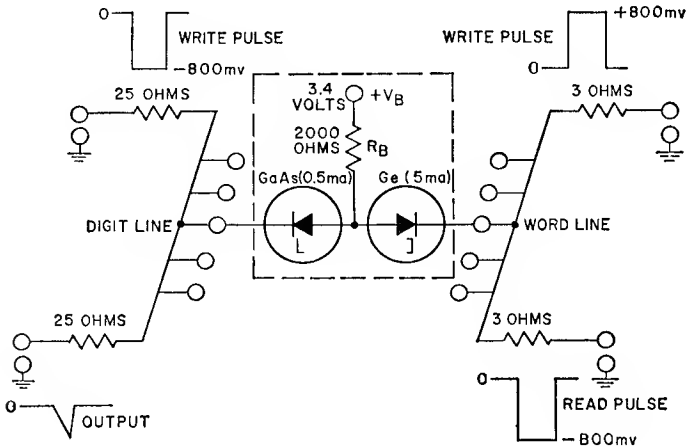 +800mv
0
WRITE PULSE
-800mv
WRITE PULSE
0
25 OHMS
3 OHMS
3.4 VOLTS
+VB
2000 OHMS
RB
GaAs(0.5ma)
Ge (5ma)
DIGIT LINE
WORD LINE
25 OHMS
3 OHMS
0
OUTPUT
0
READ PULSE
-800mv